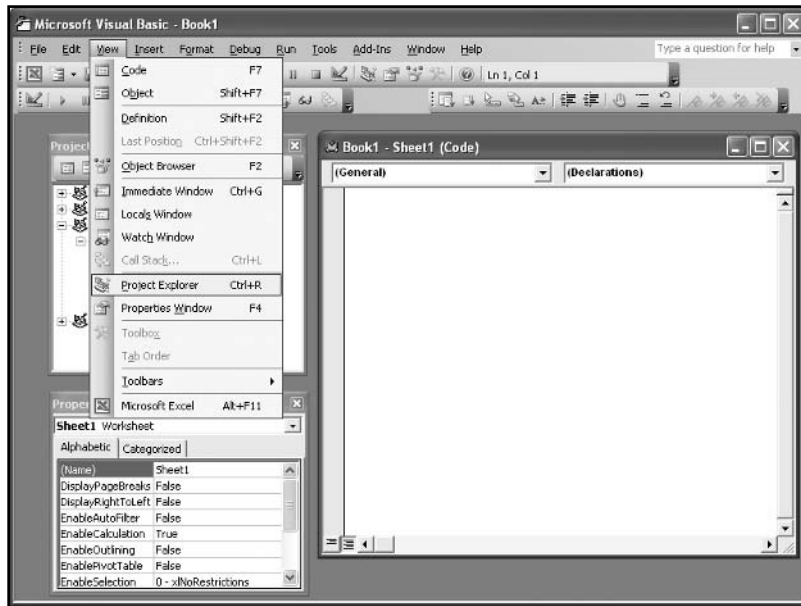 Microsoft Visual Basic - Book1
File Edit View Insert Format Debug Run Tools Add-Ins Window Help Type a question for help
Ln 1, Col 1
Code F7
Object Shift+F7
Definition Shift+F2
Last Position Ctrl+Shift+F2
Object Browser F2
Immediate Window Ctrl+G
Locals Window
Watch Window
Call Stack... Ctrl+L
Project Explorer Ctrl+R
Properties Window F4
Toolbox
Tab Order
Toolbars
Microsoft Excel Alt+F11
Project
Book1 - Sheet1 (Code)
(General) (Declarations)
Proper
Sheet1 Worksheet
Alphabetic Categorized
(Name) Sheet1
DisplayPageBreaks False
DisplayRightToLeft False
EnableAutoFilter False
EnableCalculation True
EnableOutlining False
EnablePivotTable False
EnableSelection 0 - xlNoRestrictions